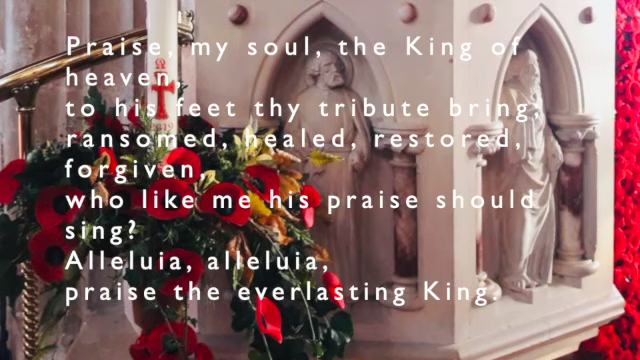 Praise, my soul, the King of
heaven,
to his feet thy tribute bring;
ransomed, healed, restored,
forgiven,
who like me his praise should
sing?
Alleluia, alleluia,
praise the everlasting King.